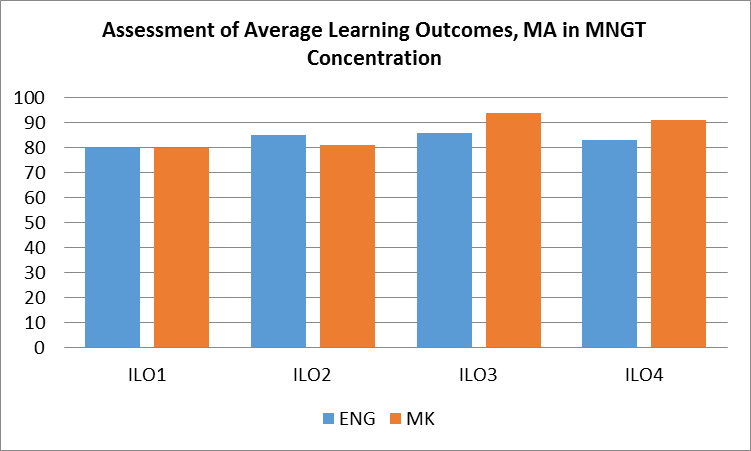 Assessment of Average Learning Outcomes, MA in MNGT
Concentration
100
90
80
70
60
50
40
30
20
10
0
ILO1 ILO2 ILO3 ILO4
ENG MK